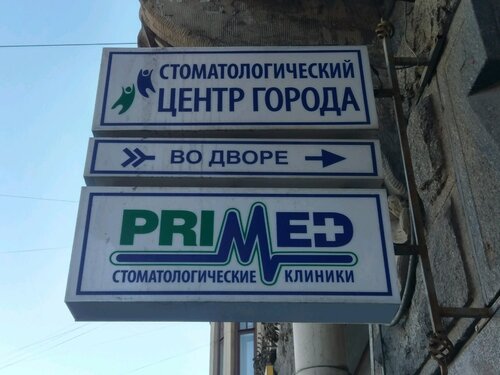 СТОМАТОЛОГИЧЕСКИЙ
ЦЕНТР ГОРОДА
ВО ДВОРЕ
PRIMED
СТОМАТОЛОГИЧЕСКИЕ КЛИНИКИ